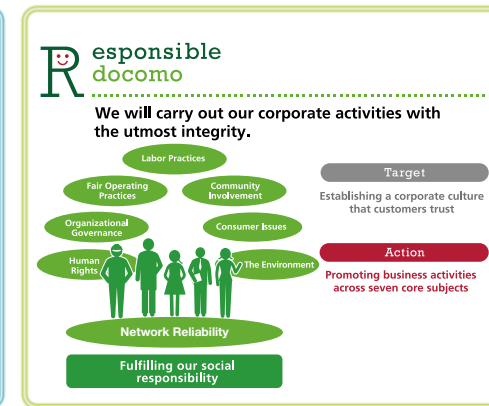 Responsible
docomo
We will carry out our corporate activities with
the utmost integrity.
Labor Practices
Fair Operating
Practices
Community
Involvement
Organizational
Governance
Consumer Issues
Human
Rights
The Environment
Network Reliability
Fulfilling our social
responsibility
Target
Establishing a corporate culture
that customers trust
Action
Promoting business activities
across seven core subjects